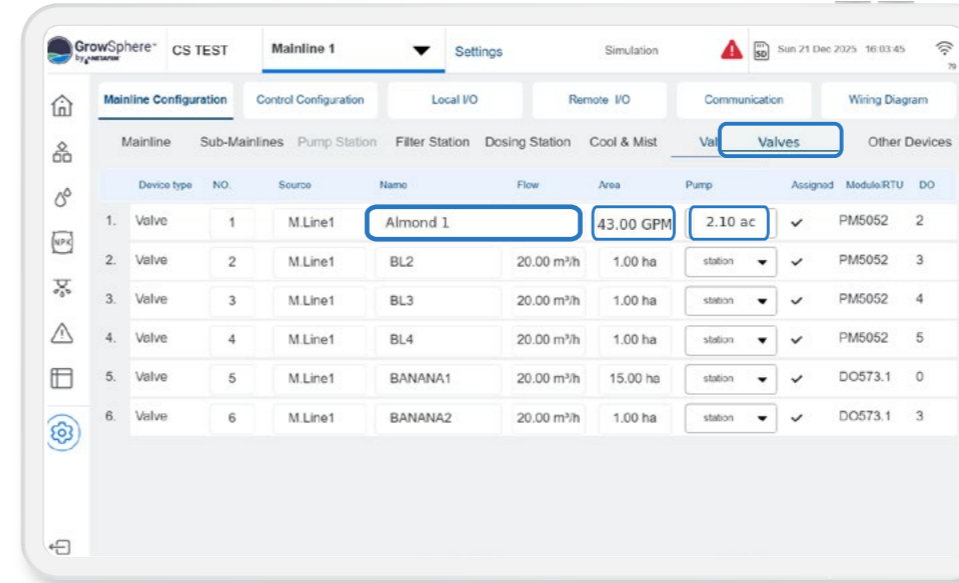 GrowSphere™ CS TEST Mainline 1 Settings Simulation SD Sun 21 Dec 2025 16:03:45
by NETAFIM 79
Mainline Configuration Control Configuration Local I/O Remote I/O Communication Wiring Diagram
Mainline Sub-Mainlines Pump Station Filter Station Dosing Station Cool & Mist Val Valves Other Devices
Device type NO. Source Name Flow Area Pump Assigned Module/RTU DO
1. Valve 1 M.Line1 Almond 1 43.00 GPM 2.10 ac PM5052 2
2. Valve 2 M.Line1 BL2 20.00 m³/h 1.00 ha station PM5052 3
3. Valve 3 M.Line1 BL3 20.00 m³/h 1.00 ha station PM5052 4
4. Valve 4 M.Line1 BL4 20.00 m³/h 1.00 ha station PM5052 5
5. Valve 5 M.Line1 BANANA1 20.00 m³/h 15.00 ha station DO573.1 0
6. Valve 6 M.Line1 BANANA2 20.00 m³/h 1.00 ha station DO573.1 3
NPK